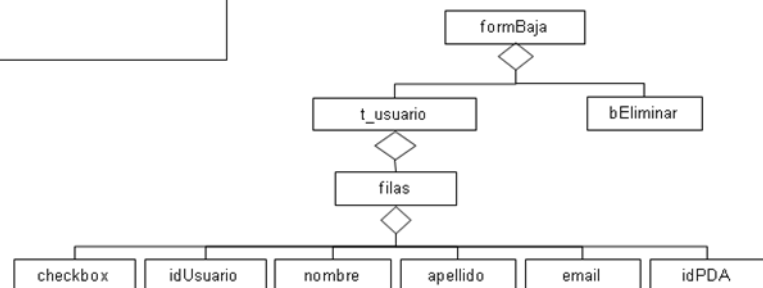 formBaja
t_usuario
bEliminar
filas
checkbox
idUsuario
nombre
apellido
email
idPDA